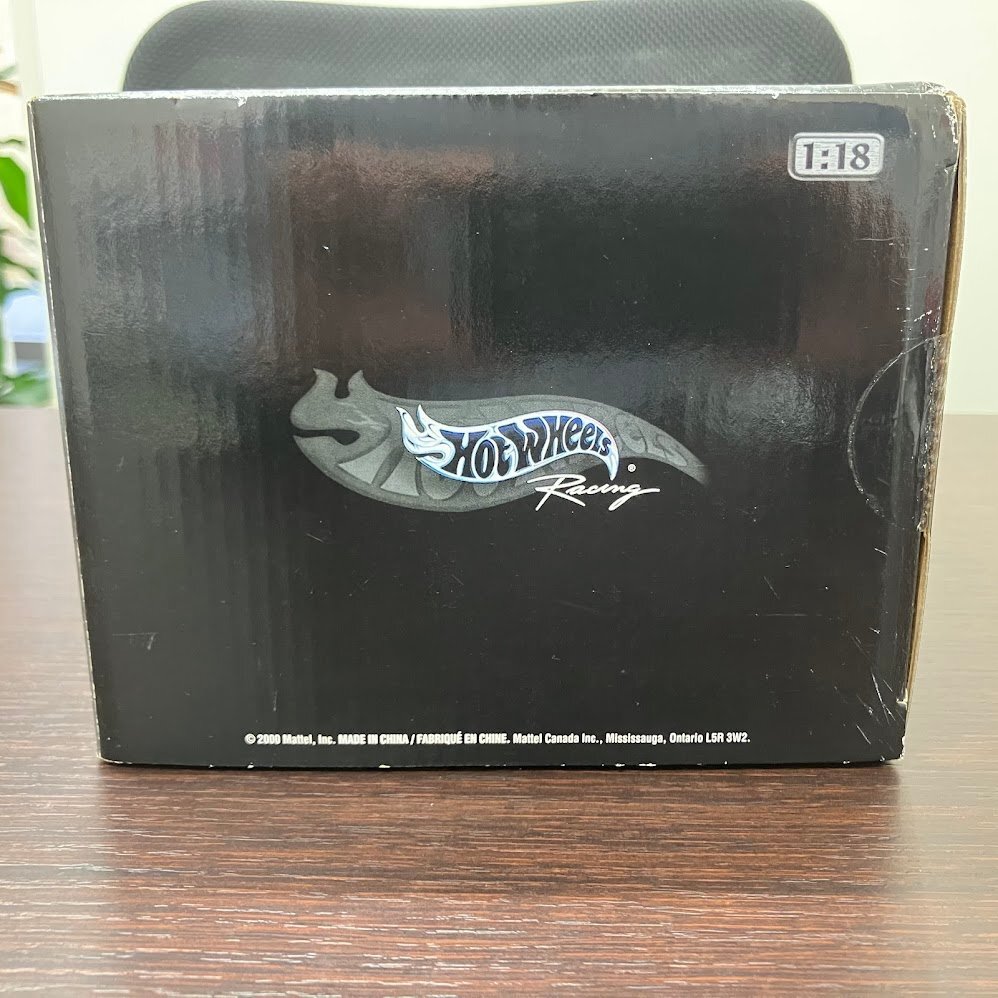 1:18
HOT WHEELS
®
Racing
© 2000 Mattel, Inc. MADE IN CHINA / FABRIQUÉ EN CHINE. Mattel Canada Inc., Mississauga, Ontario L5R 3W2.